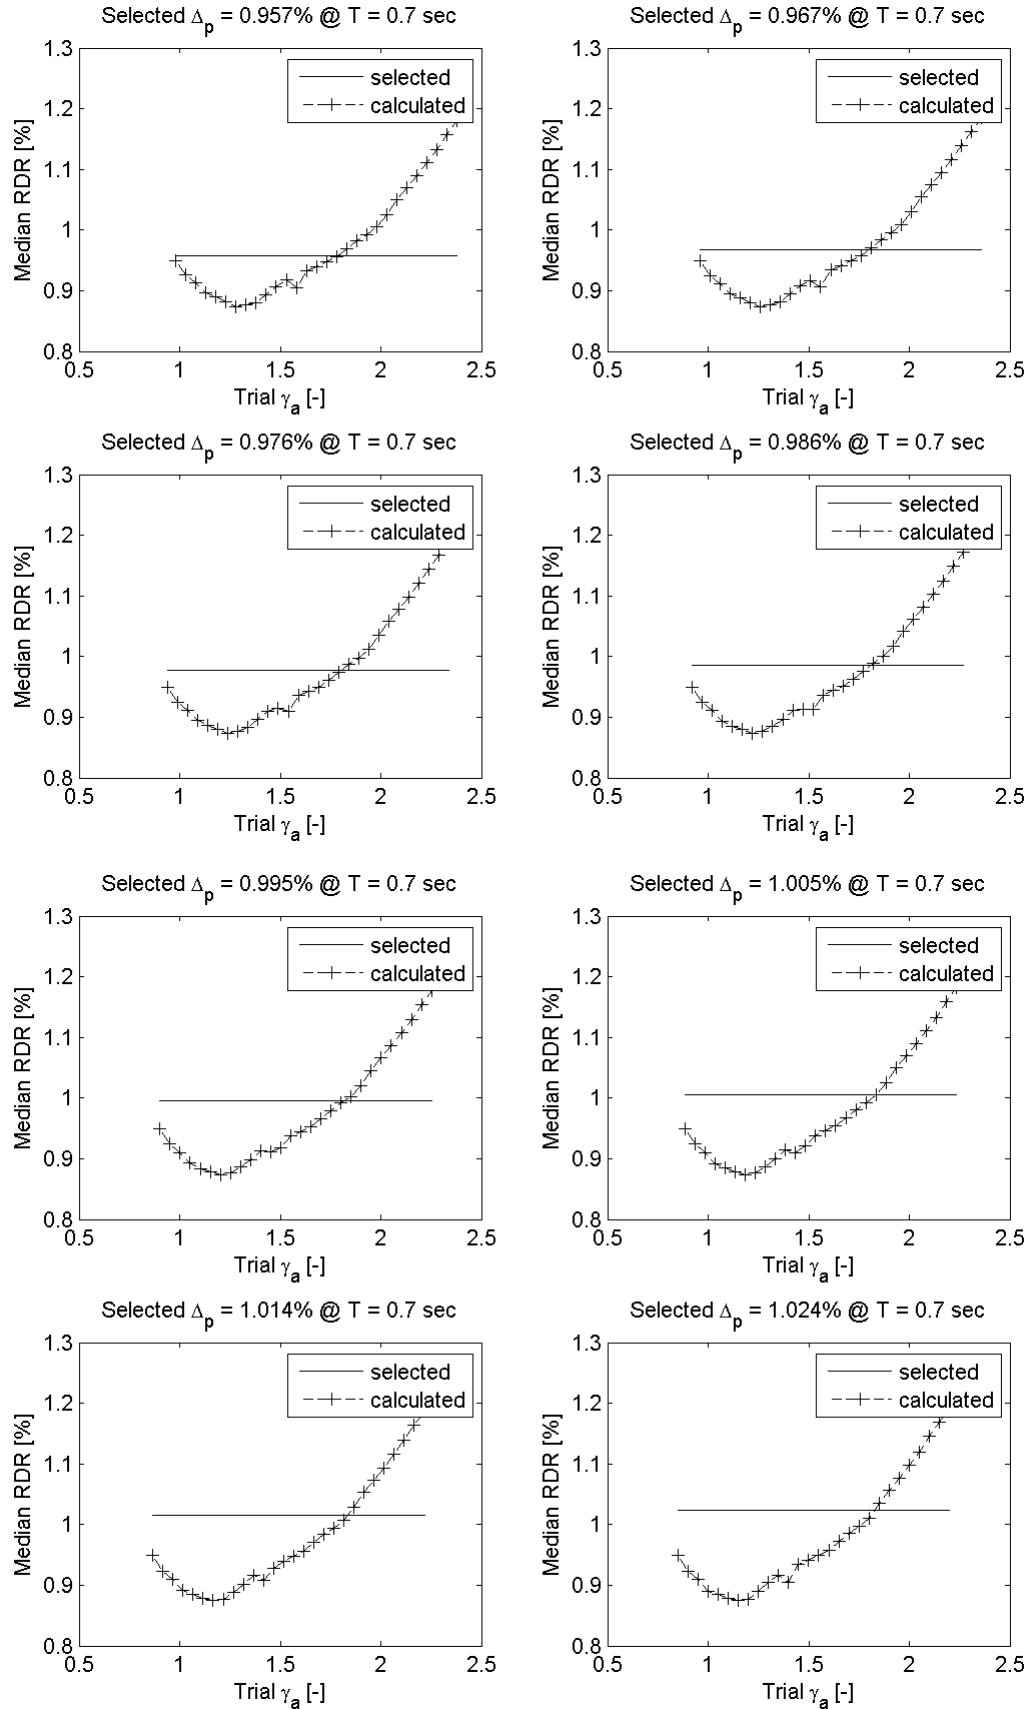 Selected Δp = 0.957% @ T = 0.7 sec
1.3
1.2
1.1
1
0.9
0.8
Median RDR [%]
selected
calculated
0.5 1 1.5 2 2.5
Trial γa [-]
Selected Δp = 0.967% @ T = 0.7 sec
1.3
1.2
1.1
1
0.9
0.8
Median RDR [%]
selected
calculated
0.5 1 1.5 2 2.5
Trial γa [-]
Selected Δp = 0.976% @ T = 0.7 sec
1.3
1.2
1.1
1
0.9
0.8
Median RDR [%]
selected
calculated
0.5 1 1.5 2 2.5
Trial γa [-]
Selected Δp = 0.986% @ T = 0.7 sec
1.3
1.2
1.1
1
0.9
0.8
Median RDR [%]
selected
calculated
0.5 1 1.5 2 2.5
Trial γa [-]
Selected Δp = 0.995% @ T = 0.7 sec
1.3
1.2
1.1
1
0.9
0.8
Median RDR [%]
selected
calculated
0.5 1 1.5 2 2.5
Trial γa [-]
Selected Δp = 1.005% @ T = 0.7 sec
1.3
1.2
1.1
1
0.9
0.8
Median RDR [%]
selected
calculated
0.5 1 1.5 2 2.5
Trial γa [-]
Selected Δp = 1.014% @ T = 0.7 sec
1.3
1.2
1.1
1
0.9
0.8
Median RDR [%]
selected
calculated
0.5 1 1.5 2 2.5
Trial γa [-]
Selected Δp = 1.024% @ T = 0.7 sec
1.3
1.2
1.1
1
0.9
0.8
Median RDR [%]
selected
calculated
0.5 1 1.5 2 2.5
Trial γa [-]